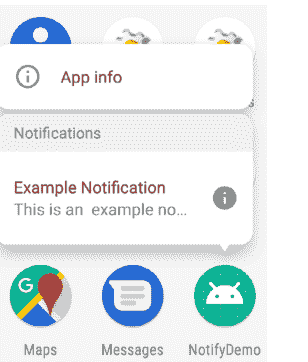 App info
Notifications
Example Notification
This is an example no...
G
Maps
Messages
NotifyDemo